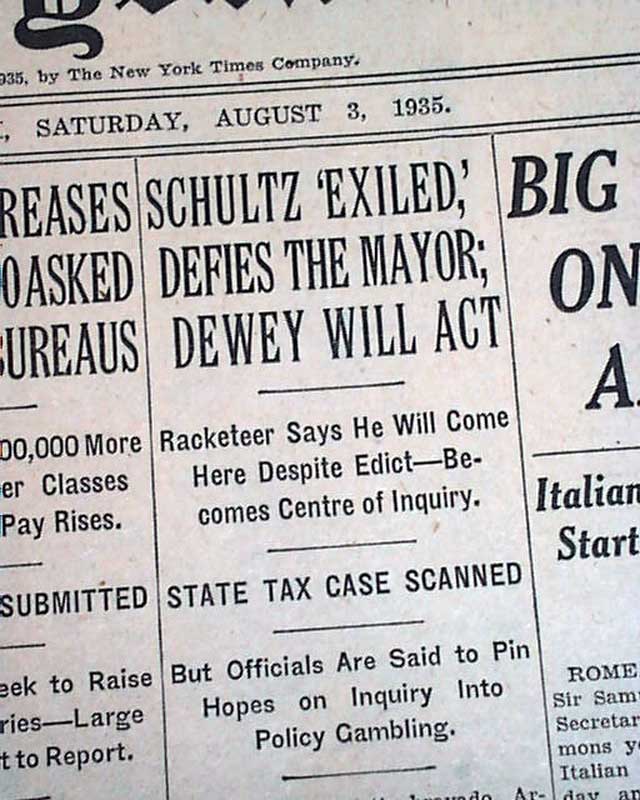 935, by The New York Times Company.
SATURDAY, AUGUST 3, 1935.
REASES
ASKED
UREAUS
00,000 More
er Classes
Pay Rises.
SUBMITTED
eek to Raise
ries—Large
t to Report.
SCHULTZ ‘EXILED,’
DEFIES THE MAYOR;
DEWEY WILL ACT
Racketeer Says He Will Come
Here Despite Edict—Be-
comes Centre of Inquiry.
STATE TAX CASE SCANNED
But Officials Are Said to Pin
Hopes on Inquiry Into
Policy Gambling.
Ar-
BIG
ON
A
Italian
Start
ROME
Sir Sam
Secretar
mons y
Italian
day an